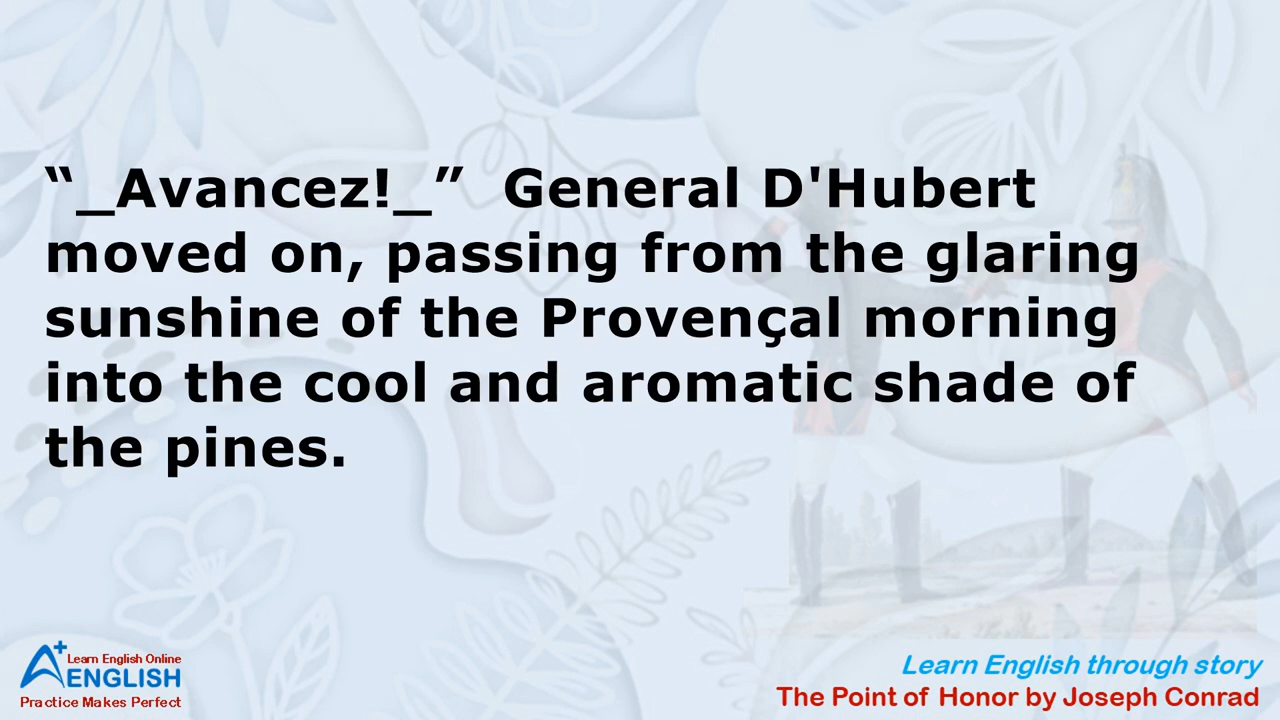 “_Avancez!_”  General D'Hubert
moved on, passing from the glaring
sunshine of the Provençal morning
into the cool and aromatic shade of
the pines.
A+ Learn English Online
ENGLISH
Practice Makes Perfect
Learn English through story
The Point of Honor by Joseph Conrad